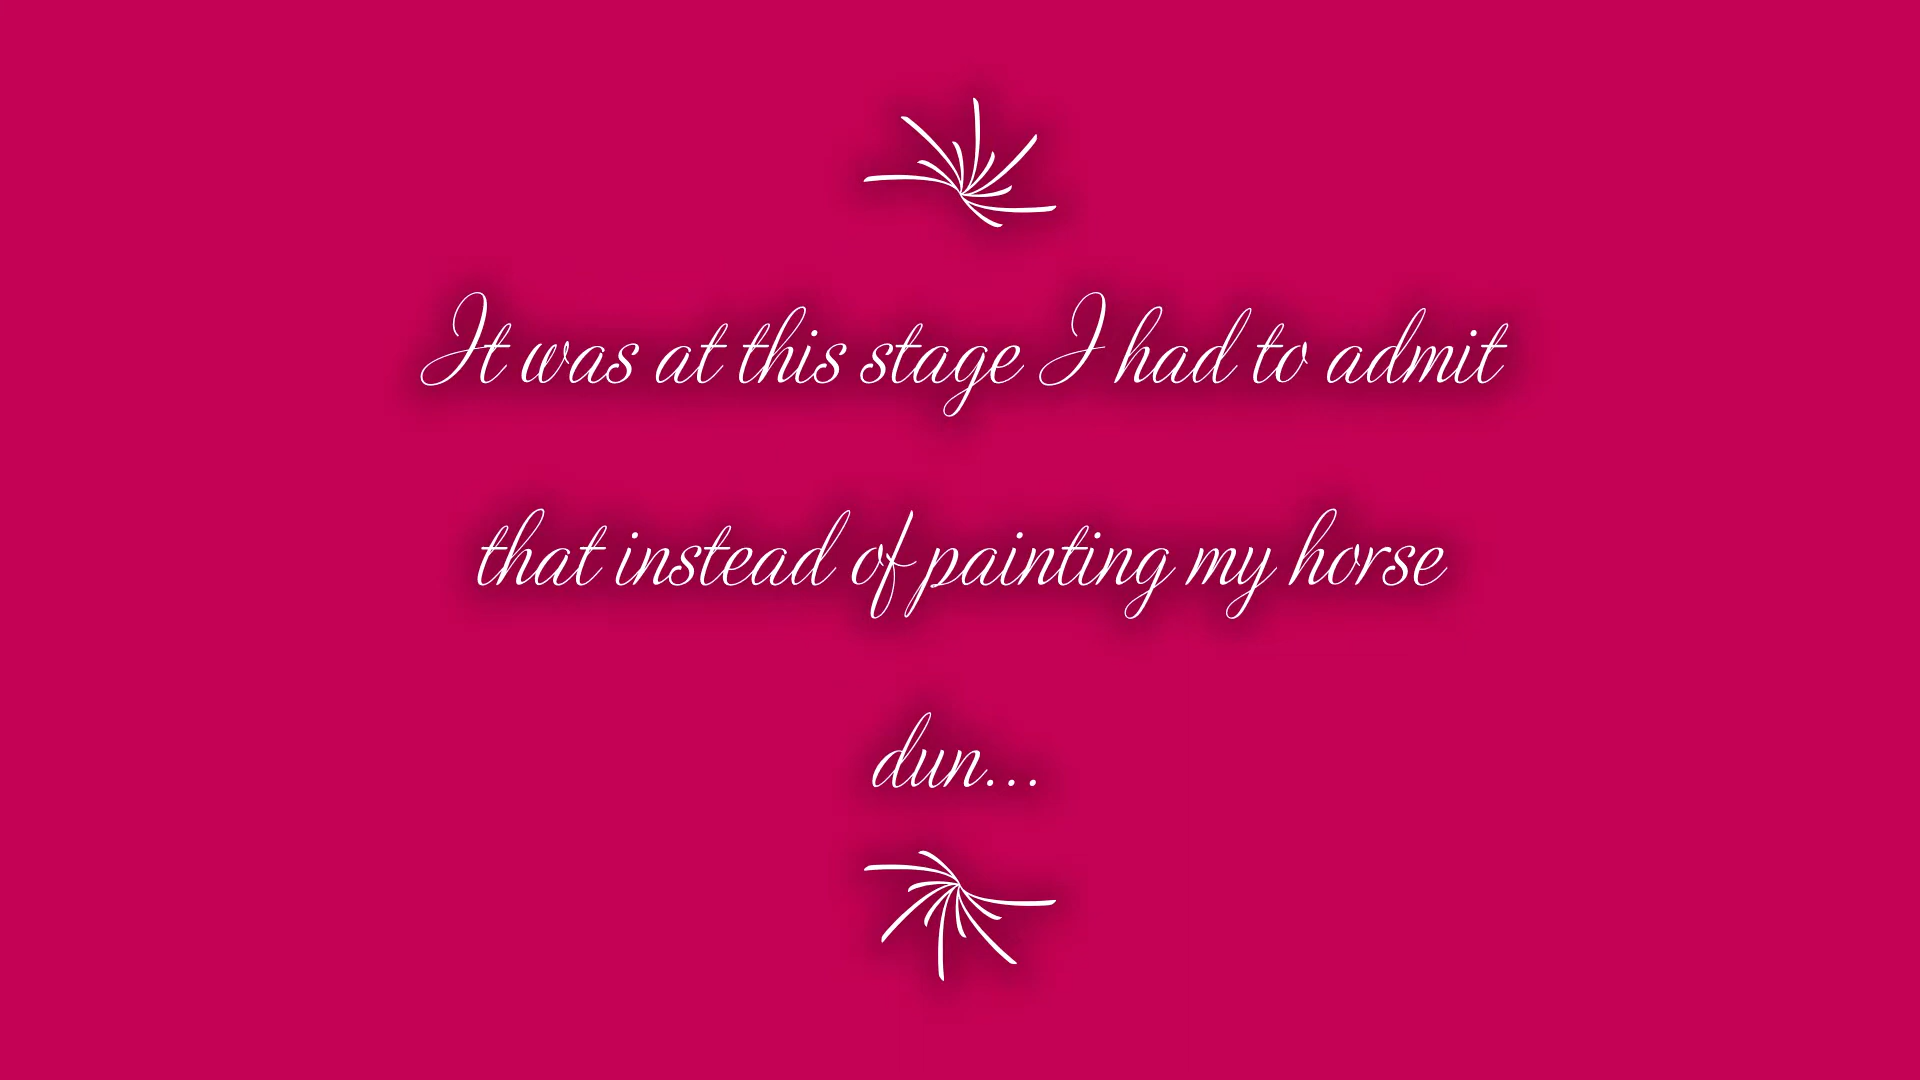 It was at this stage I had to admit
that instead of painting my horse
dun...